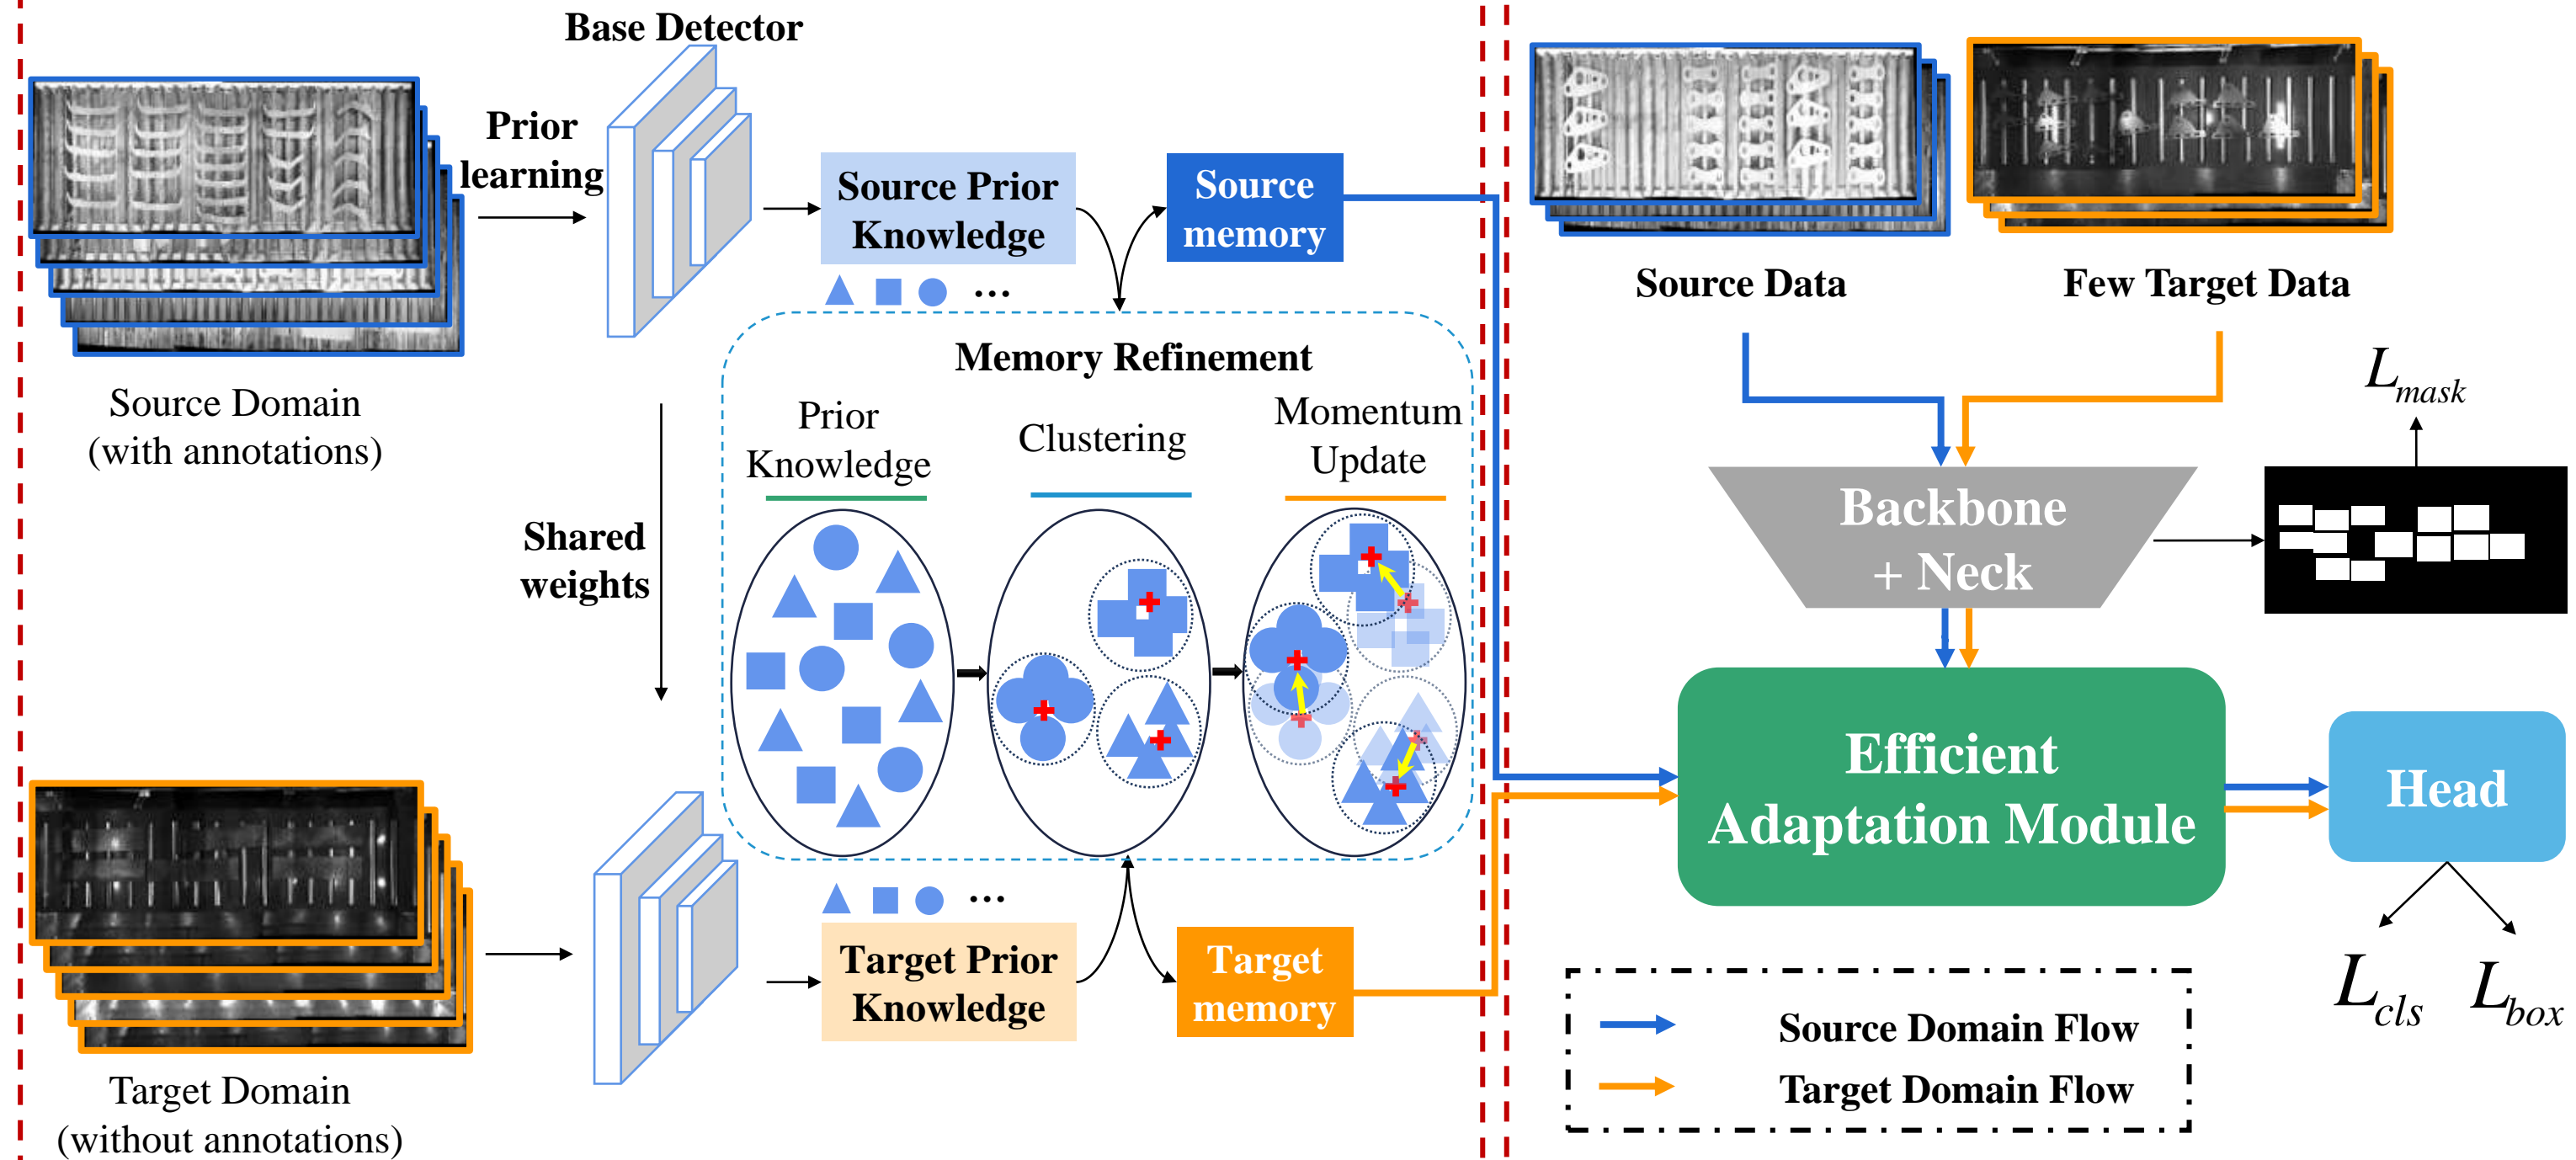 Base Detector
Prior
learning
Source Prior
Knowledge
...
Source
memory
Source Domain
(with annotations)
Shared
weights
Memory Refinement
Prior
Knowledge
Clustering
Momentum
Update
...
Target Prior
Knowledge
Target
memory
Target Domain
(without annotations)
Source Data
Few Target Data
L_mask
Backbone
+ Neck
Efficient
Adaptation Module
Head
L_cls
L_box
Source Domain Flow
Target Domain Flow